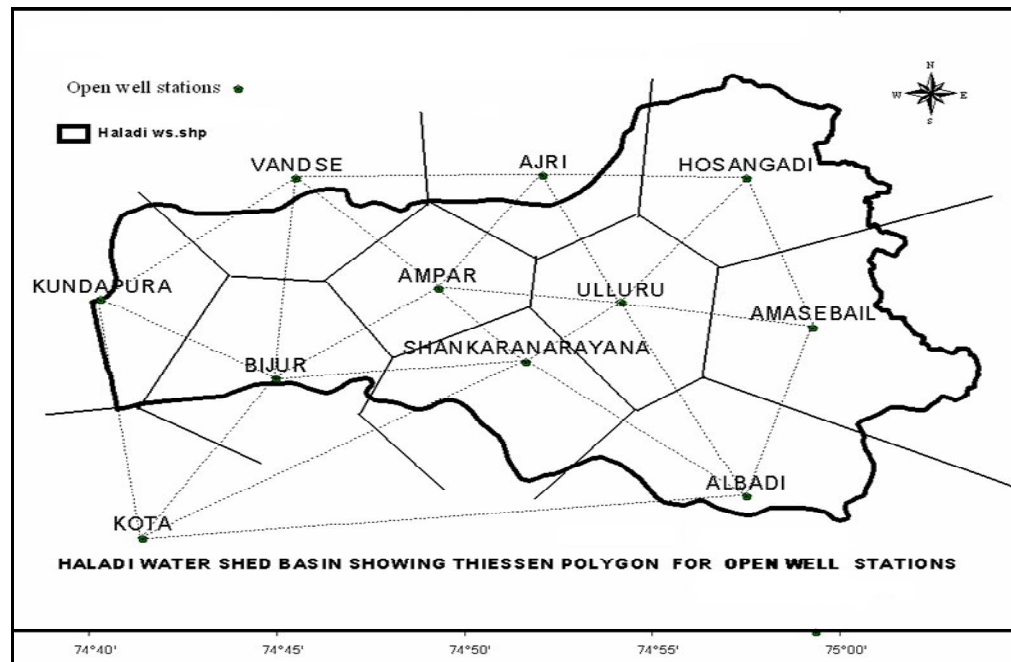 N
Open well stations
W E
S
Haladi ws.shp
VANDSE
AJRI
HOSANGADI
KUNDAPURA
AMPAR
ULLURU
AMASEBAIL
SHANKARANARAYANA
BIJUR
ALBADI
KOTA
HALADI WATER SHED BASIN SHOWING THIESSEN POLYGON FOR OPEN WELL STATIONS
74°40' 74°45' 74°50' 74°55' 75°00'